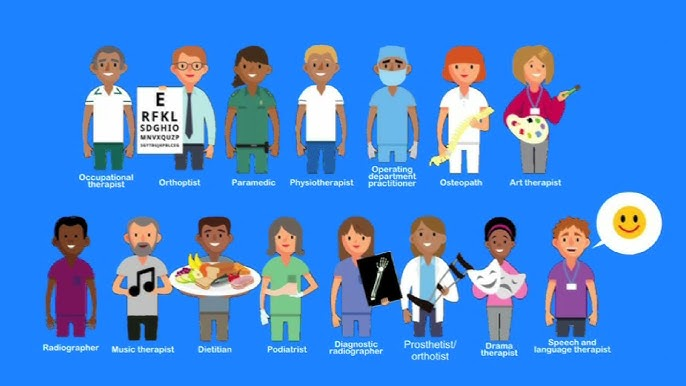 E
RFKL
SDGHIO
MNVXQUZP
Occupational
therapist
Orthoptist
Paramedic
Physiotherapist
Operating
department
practitioner
Osteopath
Art therapist
Radiographer
Music therapist
Dietitian
Podiatrist
Diagnostic
radiographer
Prosthetist/
orthotist
Drama
therapist
Speech and
language therapist